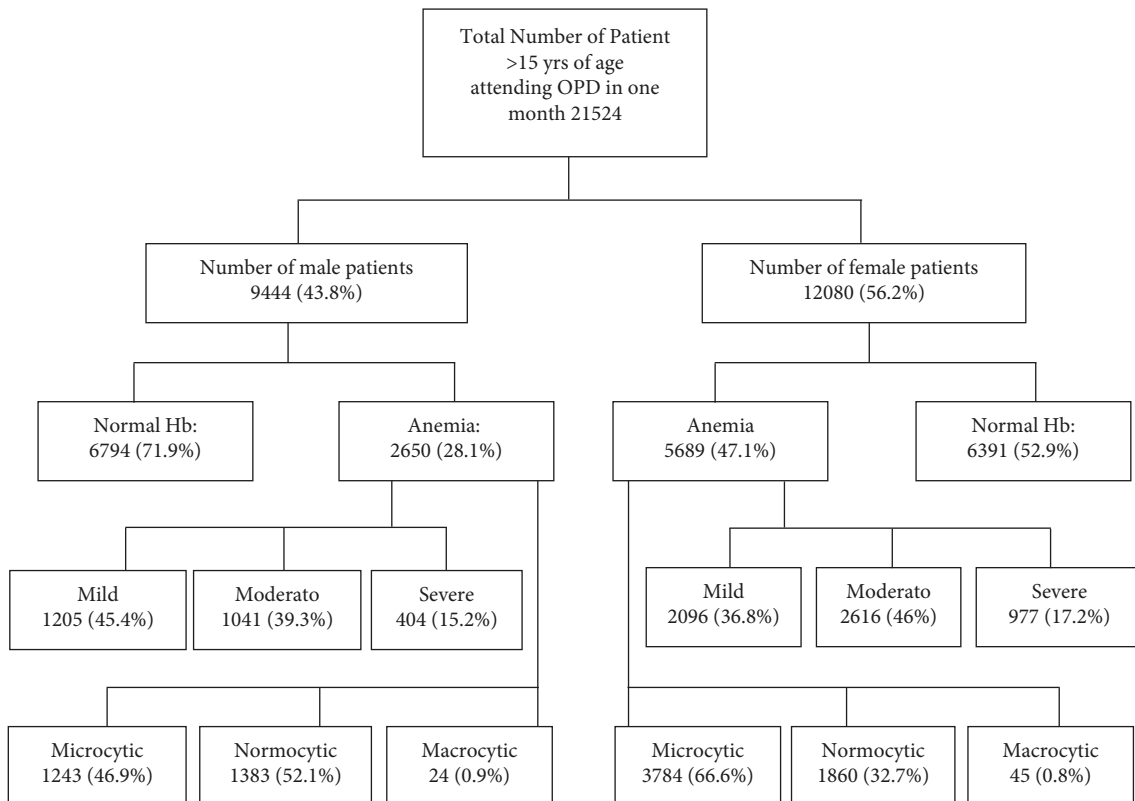 Total Number of Patient
>15 yrs of age
attending OPD in one
month 21524
Number of male patients
9444 (43.8%)
Number of female patients
12080 (56.2%)
Normal Hb:
6794 (71.9%)
Anemia:
2650 (28.1%)
Anemia
5689 (47.1%)
Normal Hb:
6391 (52.9%)
Mild
1205 (45.4%)
Moderato
1041 (39.3%)
Severe
404 (15.2%)
Mild
2096 (36.8%)
Moderato
2616 (46%)
Severe
977 (17.2%)
Microcytic
1243 (46.9%)
Normocytic
1383 (52.1%)
Macrocytic
24 (0.9%)
Microcytic
3784 (66.6%)
Normocytic
1860 (32.7%)
Macrocytic
45 (0.8%)